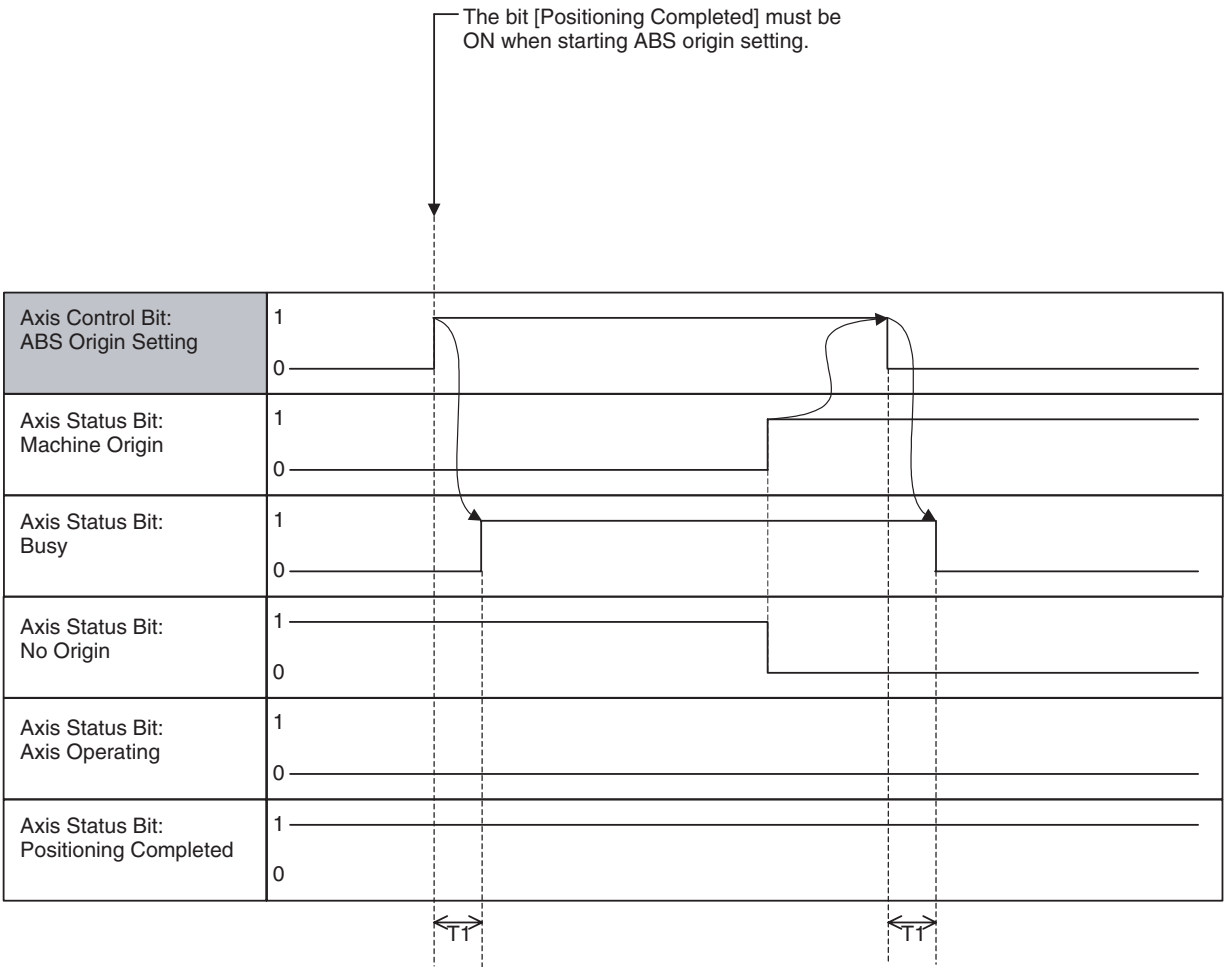 The bit [Positioning Completed] must be
ON when starting ABS origin setting.
Axis Control Bit:
ABS Origin Setting
1
0
Axis Status Bit:
Machine Origin
1
0
Axis Status Bit:
Busy
1
0
Axis Status Bit:
No Origin
1
0
Axis Status Bit:
Axis Operating
1
0
Axis Status Bit:
Positioning Completed
1
0
T1
T1